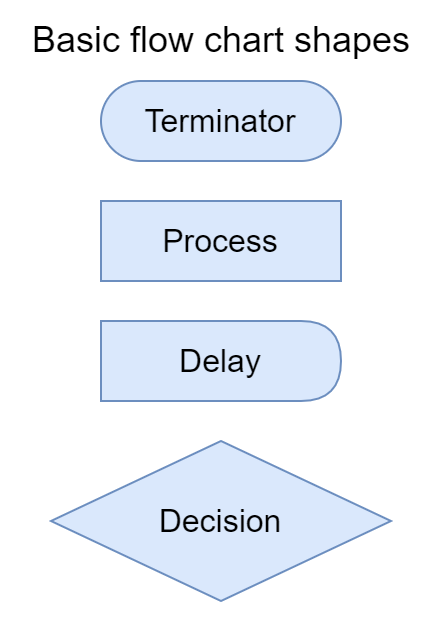 Basic flow chart shapes
Terminator
Process
Delay
Decision